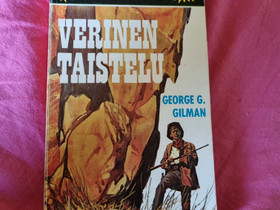 VERINEN
TAISTELU
GEORGE G.
GILMAN